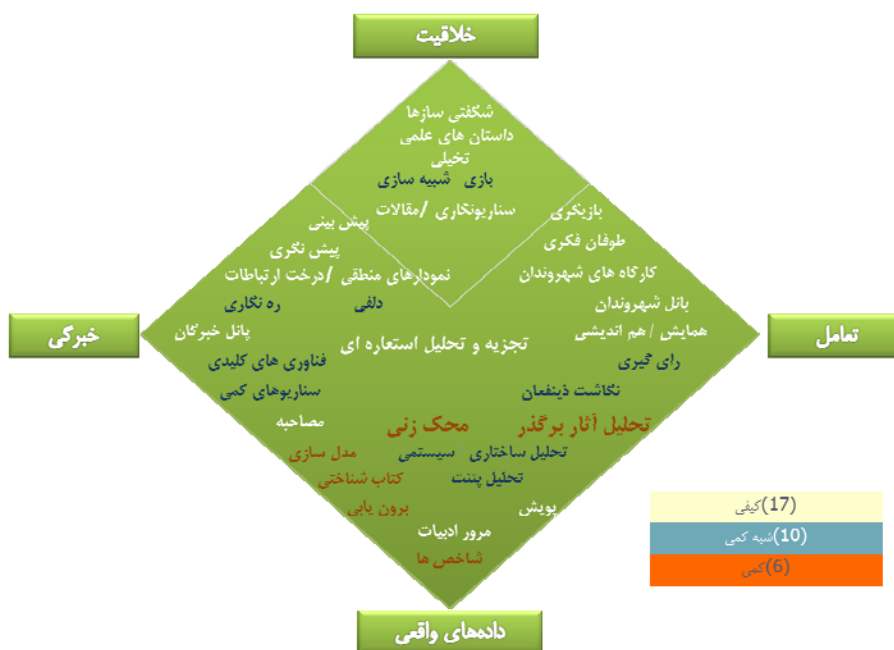 خلاقیت
شگفتی سازها
داستان های علمی
تخیلی
بازی شبیه سازی
سناریونگاری /مقالات
بازیگری
پیش بینی
طوفان فکری
پیش نگری
کارگاه های شهروندان
نمودارهای منطقی /درخت ارتباطات
پانل شهروندان
دلفی
ره نگاری
تعامل
همایش / هم اندیشی
پانل خبرگان
خبرگی
تجزیه و تحلیل استعاره ای
رای گیری
فناوری های کلیدی
نگاشت ذینفعان
سناریوهای کمی
تحلیل آثار برگذر
محک زنی
مصاحبه
تحلیل ساختاری سیستمی
مدل سازی
تحلیل پتنت
کتاب شناختی
پویش
برون یابی
مرور ادبیات
شاخص ها
(17)کیفی
(10)شبه کمی
(6)کمی
داده‌های واقعی